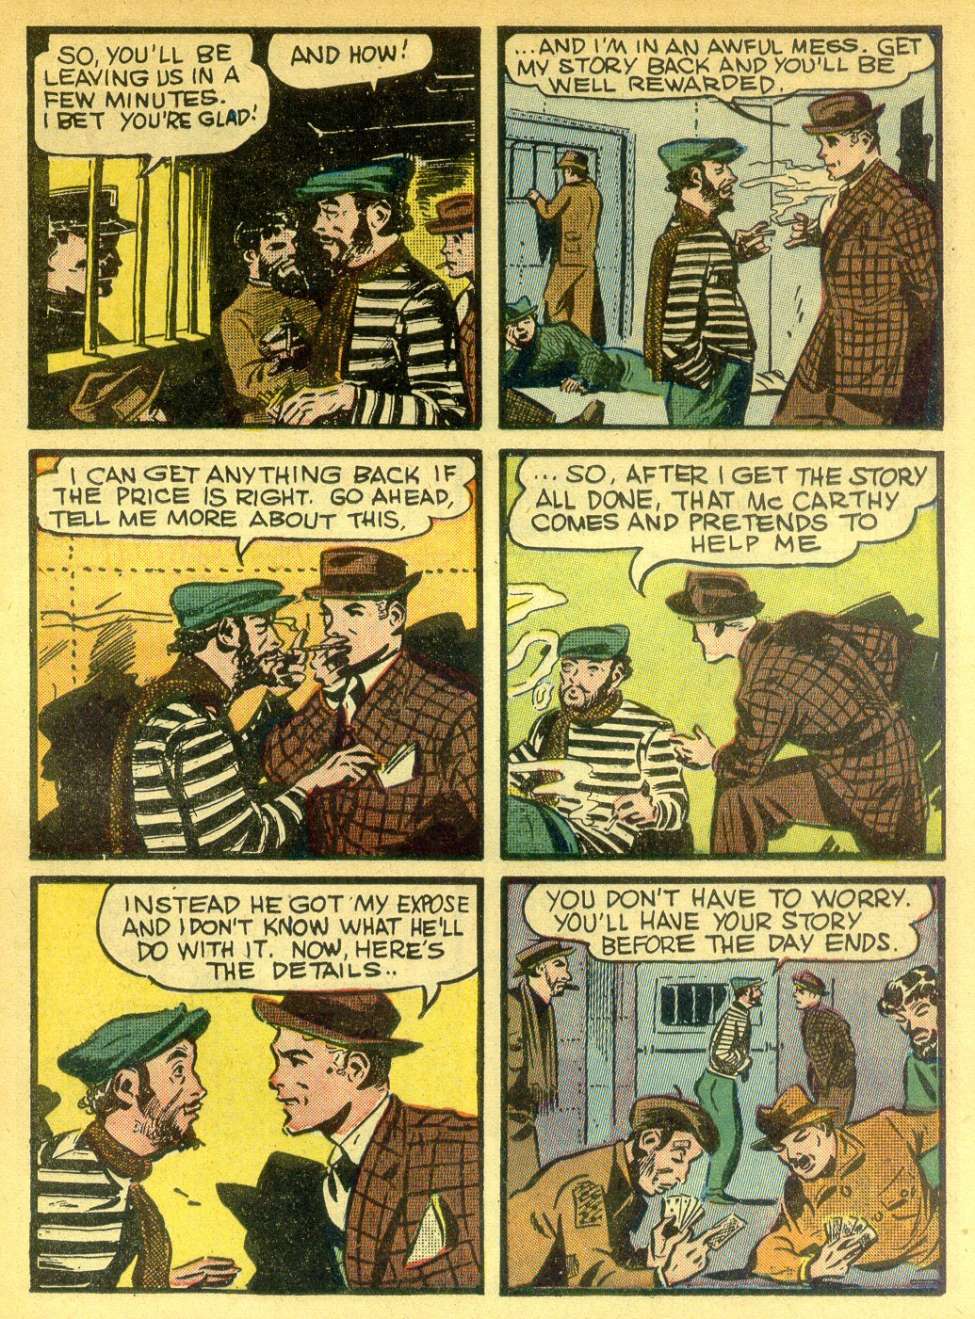 SO, YOU'LL BE
LEAVING US IN A
FEW MINUTES.
I BET YOU'RE GLAD!
AND HOW!
...AND I'M IN AN AWFUL MESS. GET
MY STORY BACK AND YOU'LL BE
WELL REWARDED.
I CAN GET ANYTHING BACK IF
THE PRICE IS RIGHT. GO AHEAD,
TELL ME MORE ABOUT THIS,
...SO, AFTER I GET THE STORY
ALL DONE, THAT Mc CARTHY
COMES AND PRETENDS TO
HELP ME
INSTEAD HE GOT MY EXPOSE
AND I DON'T KNOW WHAT HE'LL
DO WITH IT. NOW, HERE'S
THE DETAILS..
YOU DON'T HAVE TO WORRY.
YOU'LL HAVE YOUR STORY
BEFORE THE DAY ENDS.